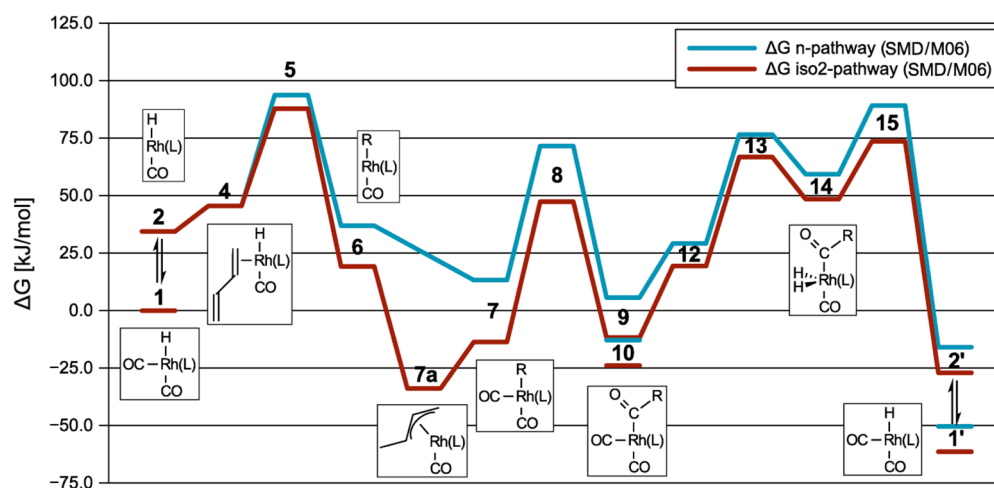 125.0
100.0
75.0
50.0
25.0
0.0
−25.0
−50.0
−75.0
ΔG [kJ/mol]
ΔG n-pathway (SMD/M06)
ΔG iso2-pathway (SMD/M06)
1
2
4
5
6
7a
7
8
9
10
12
13
14
15
2'
1'
H
Rh(L)
CO
H
OC Rh(L)
CO
H
Rh(L)
CO
R
Rh(L)
CO
Rh(L)
CO
R
OC Rh(L)
CO
O R
C
OC Rh(L)
CO
O R
C
H
H Rh(L)
CO
H
OC Rh(L)
CO